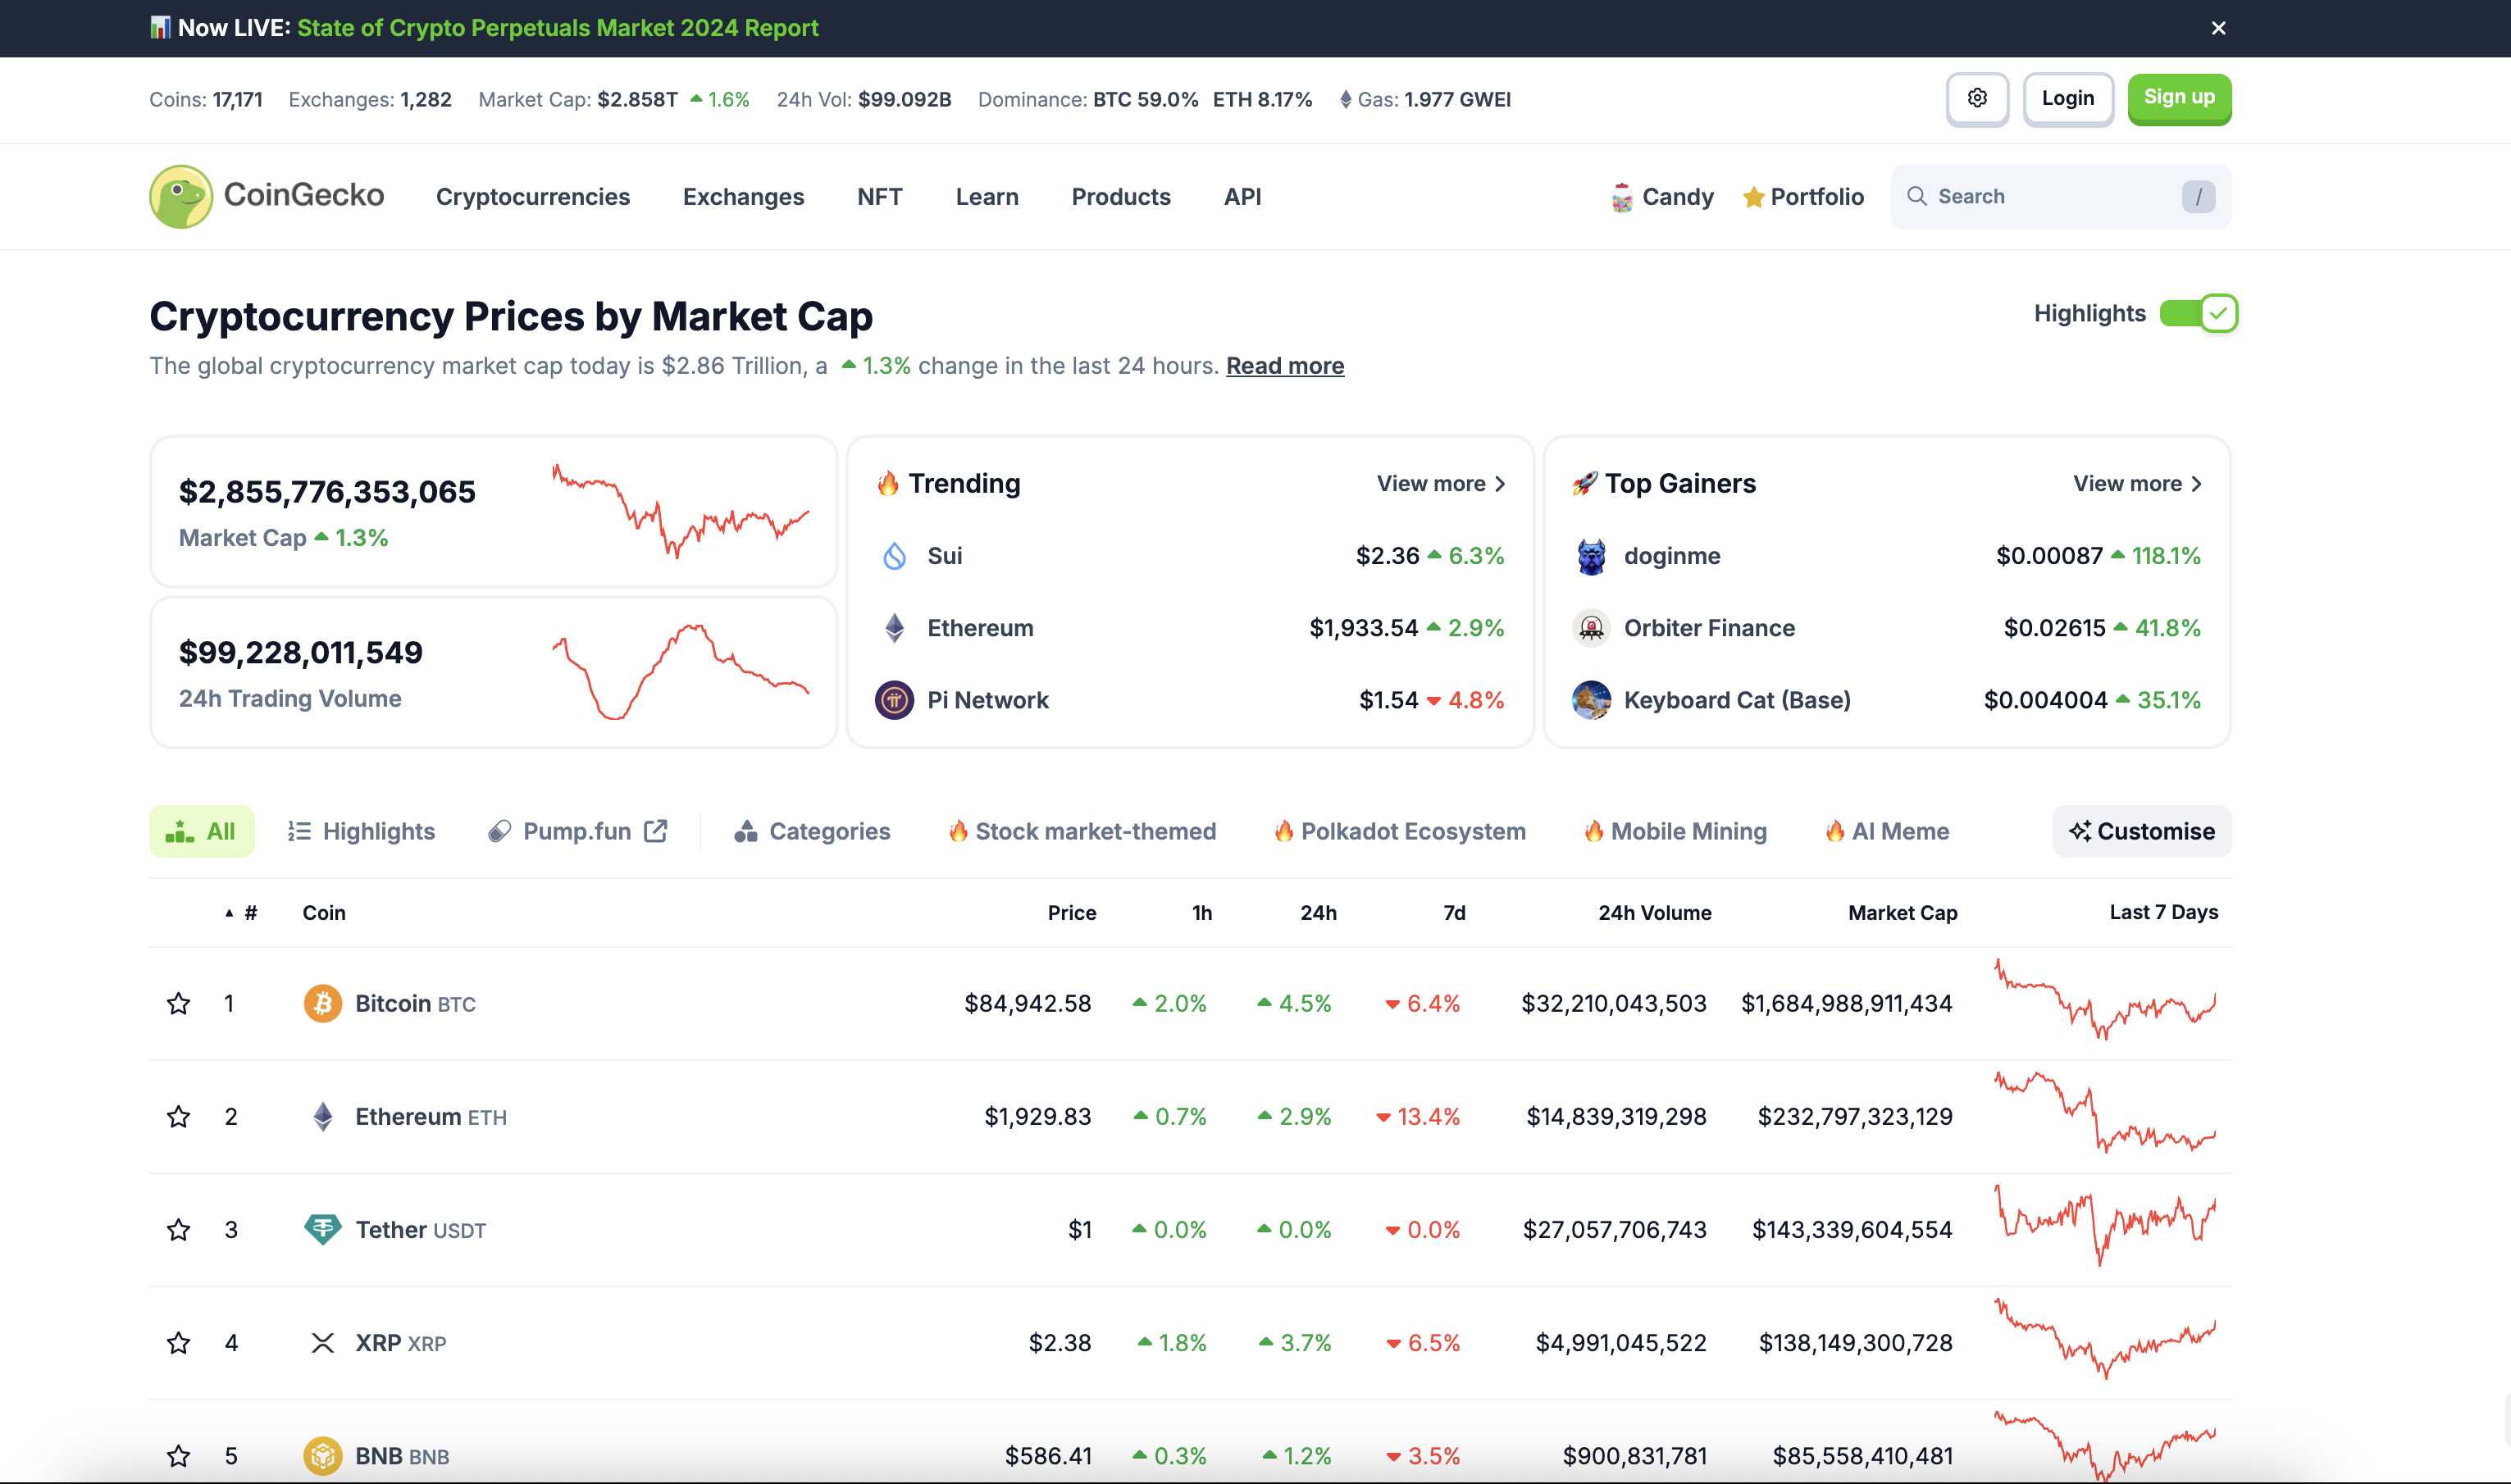 Now LIVE: State of Crypto Perpetuals Market 2024 Report
Coins: 17,171 Exchanges: 1,282 Market Cap: $2.858T 1.6% 24h Vol: $99.092B Dominance: BTC 59.0% ETH 8.17% Gas: 1.977 GWEI Login Sign up
CoinGecko Cryptocurrencies Exchanges NFT Learn Products API Candy Portfolio Search /
Cryptocurrency Prices by Market Cap Highlights
The global cryptocurrency market cap today is $2.86 Trillion, a 1.3% change in the last 24 hours. Read more
$2,855,776,353,065
Market Cap 1.3%
$99,228,011,549
24h Trading Volume
Trending View more
Sui $2.36 6.3%
Ethereum $1,933.54 2.9%
Pi Network $1.54 4.8%
Top Gainers View more
doginme $0.00087 118.1%
Orbiter Finance $0.02615 41.8%
Keyboard Cat (Base) $0.004004 35.1%
All Highlights Pump.fun Categories Stock market-themed Polkadot Ecosystem Mobile Mining AI Meme Customise
# Coin Price 1h 24h 7d 24h Volume Market Cap Last 7 Days
1 Bitcoin BTC $84,942.58 2.0% 4.5% 6.4% $32,210,043,503 $1,684,988,911,434
2 Ethereum ETH $1,929.83 0.7% 2.9% 13.4% $14,839,319,298 $232,797,323,129
3 Tether USDT $1 0.0% 0.0% 0.0% $27,057,706,743 $143,339,604,554
4 XRP XRP $2.38 1.8% 3.7% 6.5% $4,991,045,522 $138,149,300,728
5 BNB BNB $586.41 0.3% 1.2% 3.5% $900,831,781 $85,558,410,481